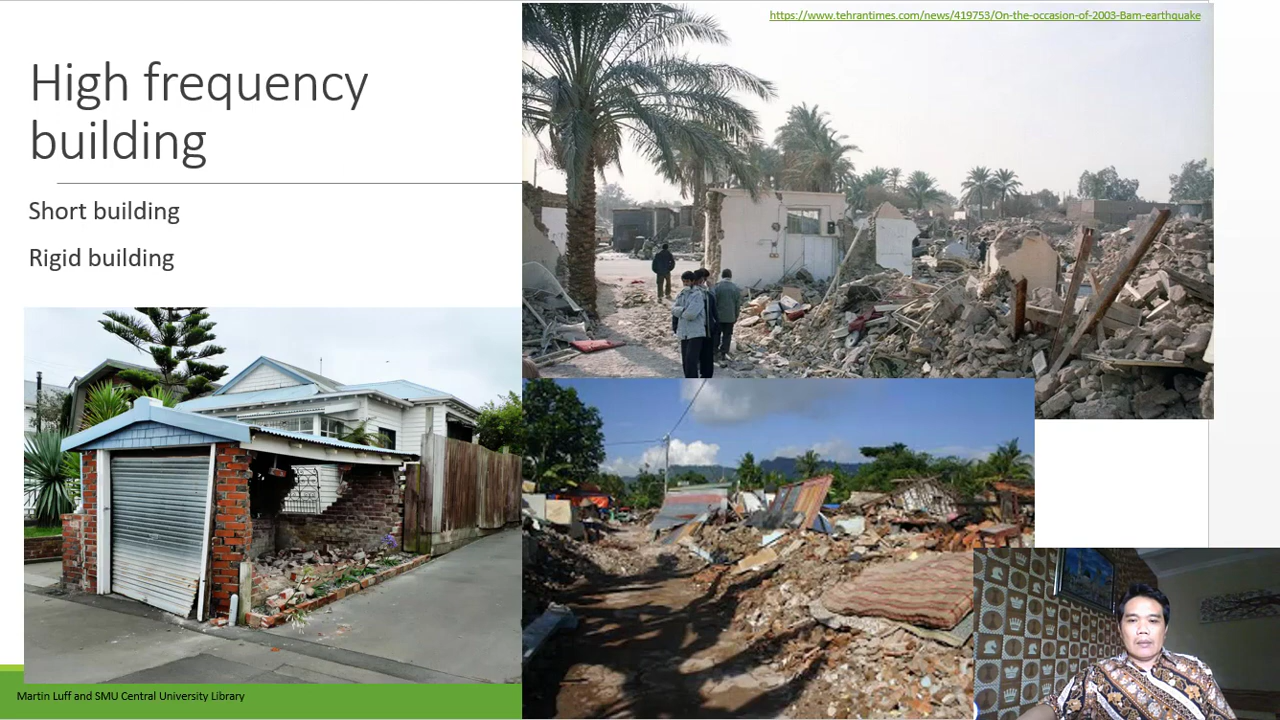 https://www.tehrantimes.com/news/419753/On-the-occasion-of-2003-Bam-earthquake
High frequency
building
Short building
Rigid building
Martin Luff and SMU Central University Library